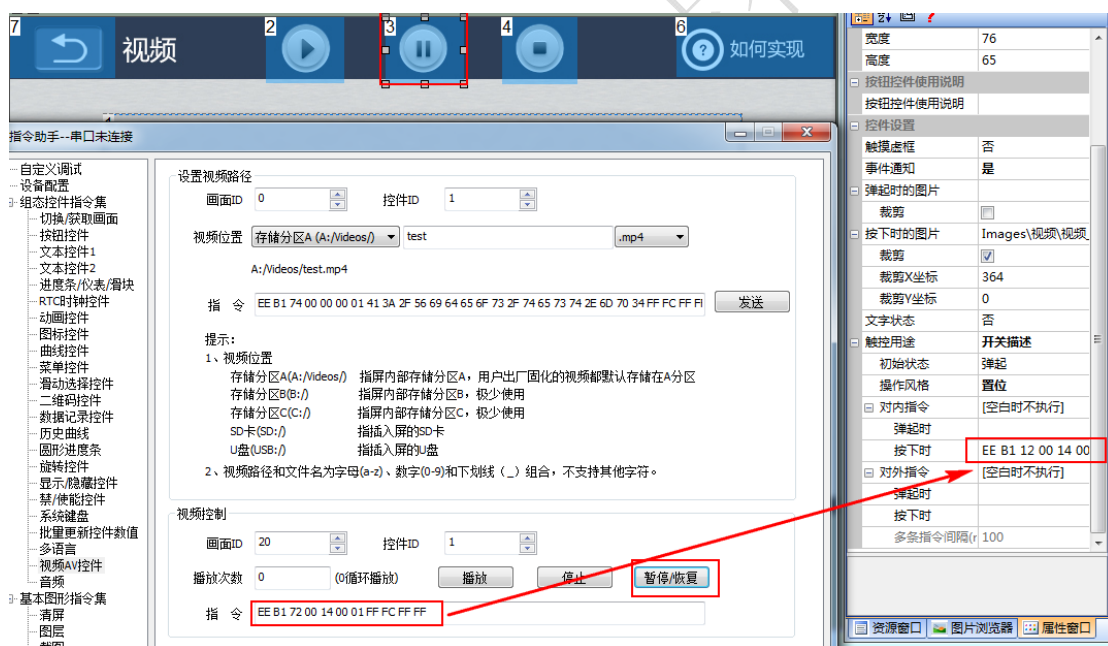 7
视频
2
3
4
6
? 如何实现
指令助手--串口未连接
自定义调试
设备配置
组态控件指令集
切换/获取画面
按钮控件
文本控件1
文本控件2
进度条/仪表/滑块
RTC时钟控件
动画控件
图标控件
曲线控件
菜单控件
滑动选择控件
二维码控件
数据记录控件
历史曲线
圆形进度条
旋转控件
显示/隐藏控件
禁/使能控件
系统键盘
批量更新控件数值
多语言
视频AV控件
音频
基本图形指令集
清屏
图层
设置视频路径
画面ID 0 控件ID 1
视频位置 存储分区A (A:/Videos/) test .mp4
A:/Videos/test.mp4
指 令 EE B1 74 00 00 00 01 41 3A 2F 56 69 64 65 6F 73 2F 74 65 73 74 2E 6D 70 34 FF FC FF FF 发送
提示:
1、视频位置
存储分区A(A:/Videos/) 指屏内部存储分区A，用户出厂固化的视频都默认存储在A分区
存储分区B(B:/) 指屏内部存储分区B，极少使用
存储分区C(C:/) 指屏内部存储分区C，极少使用
SD卡(SD:/) 指插入屏的SD卡
U盘(USB:/) 指插入屏的U盘
2、视频路径和文件名为字母(a-z)、数字(0-9)和下划线（_）组合，不支持其他字符。
视频控制
画面ID 20 控件ID 1
播放次数 0 (0循环播放) 播放 停止 暂停/恢复
指 令 EE B1 72 00 14 00 01 FF FC FF FF
宽度 76
高度 65
按钮控件使用说明
按钮控件使用说明
控件设置
触摸虚框 否
事件通知 是
弹起时的图片
裁剪
按下时的图片 Images\视频\视频_
裁剪
裁剪X坐标 364
裁剪Y坐标 0
文字状态 否
触控用途 开关描述
初始状态 弹起
操作风格 置位
对内指令 [空白时不执行]
弹起时
按下时 EE B1 12 00 14 00
对外指令 [空白时不执行]
弹起时
按下时
多条指令间隔(r 100
资源窗口 图片浏览器 属性窗口